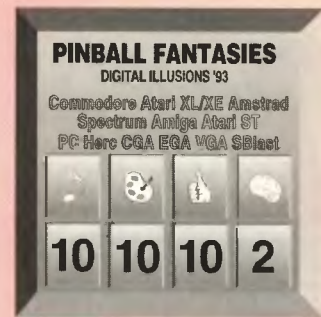 PINBALL FANTASIES
DIGITAL ILLUSIONS '93
Commodore Atari XL/XE Amstrad
Spectrum Amiga Atari ST
PC Herc CGA EGA VGA SBlast
10 10 10 2